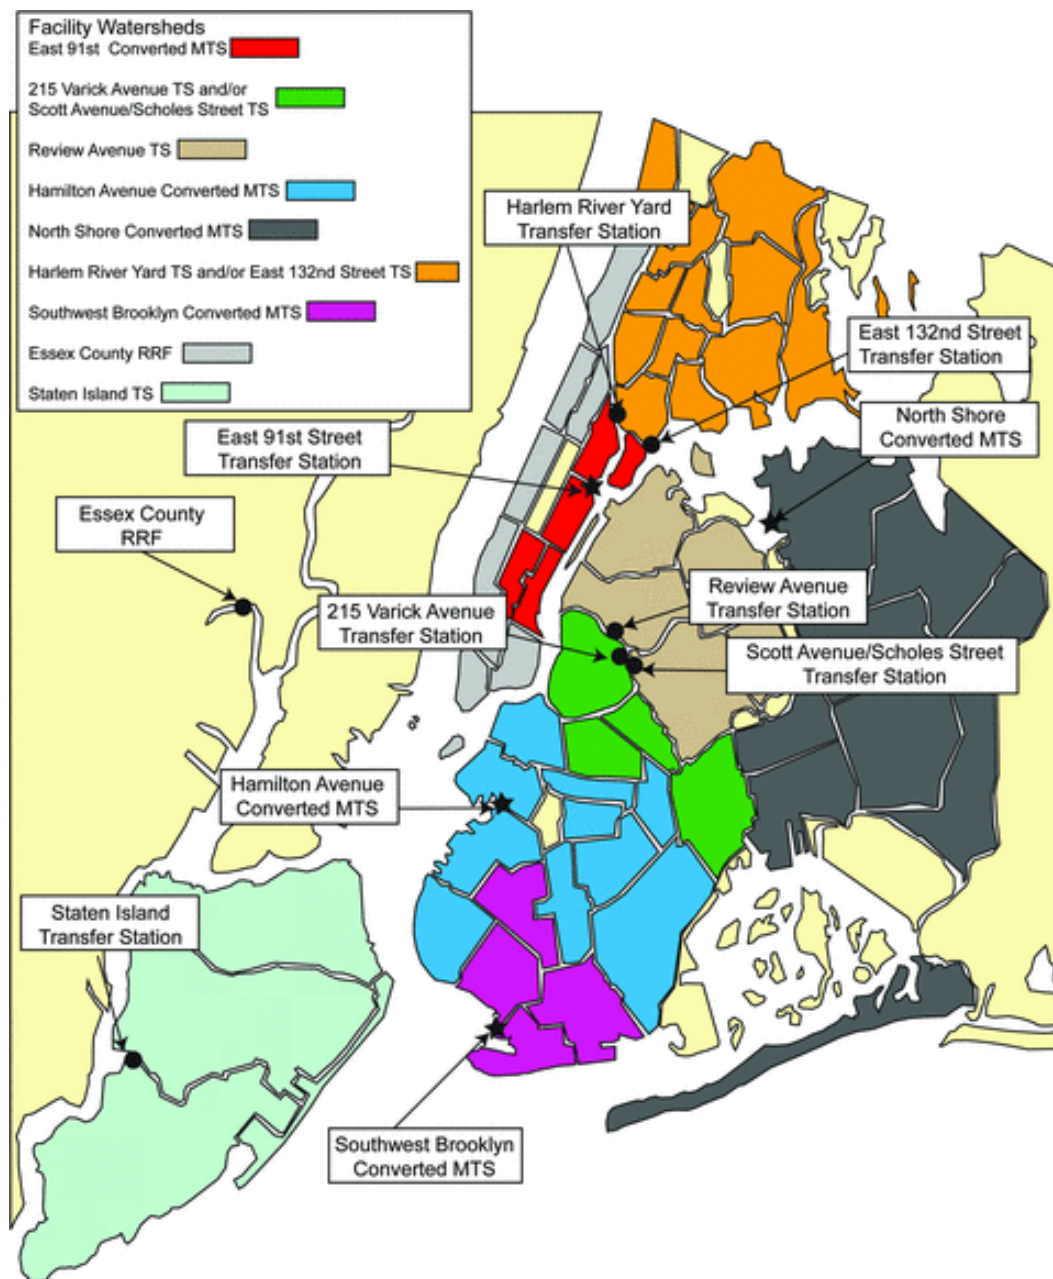 Facility Watersheds
East 91st Converted MTS
215 Varick Avenue TS and/or
Scott Avenue/Scholes Street TS
Review Avenue TS
Hamilton Avenue Converted MTS
North Shore Converted MTS
Harlem River Yard TS and/or East 132nd Street TS
Southwest Brooklyn Converted MTS
Essex County RRF
Staten Island TS
Harlem River Yard
Transfer Station
East 132nd Street
Transfer Station
North Shore
Converted MTS
East 91st Street
Transfer Station
Essex County
RRF
215 Varick Avenue
Transfer Station
Review Avenue
Transfer Station
Scott Avenue/Scholes Street
Transfer Station
Hamilton Avenue
Converted MTS
Staten Island
Transfer Station
Southwest Brooklyn
Converted MTS